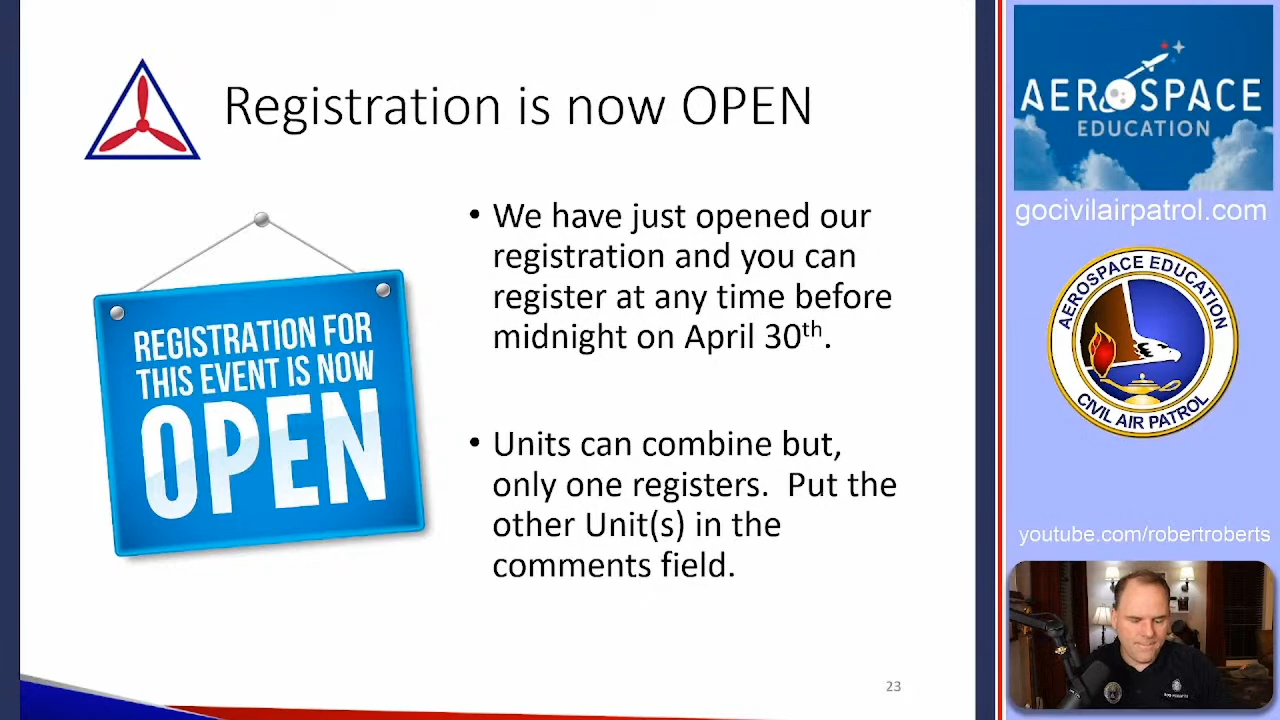 Registration is now OPEN
REGISTRATION FOR
THIS EVENT IS NOW
OPEN
• We have just opened our
registration and you can
register at any time before
midnight on April 30th.
• Units can combine but,
only one registers. Put the
other Unit(s) in the
comments field.
23
AEROSPACE
EDUCATION
gocivilairpatrol.com
AEROSPACE EDUCATION
CIVIL AIR PATROL
youtube.com/robertroberts